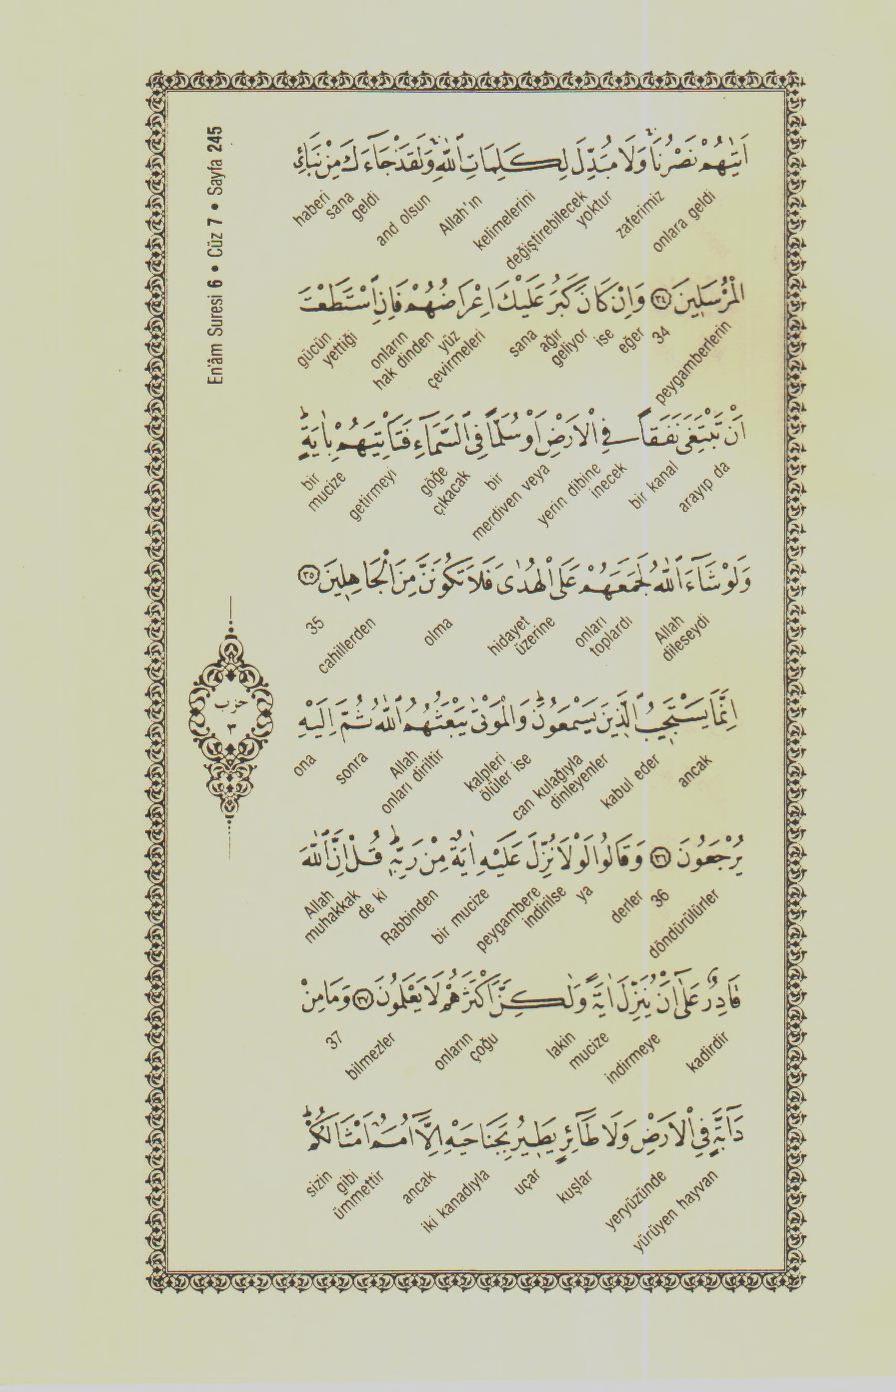 En'âm Suresi 6 • Cüz 7 • Sayfa 245
اَتٰيهُمْ نَصْرُنَاۚ وَلَا مُبَدِّلَ لِكَلِمَاتِ اللّٰهِۚ وَلَقَدْ جَٓاءَكَ مِنْ نَبَأِئ
onlara geldi zaferimiz değiştirebilecek yoktur kelimelerini Allah'ın and olsun geldi sana haberi
الْمُرْسَل۪ينَ ﴿٣٤﴾ وَاِنْ كَانَ كَبُرَ عَلَيْكَ اِعْرَاضُهُمْ فَاِنِ اسْتَطَعْتَ
peygamberlerin 34 eğer ise ağır geliyor sana yüz çevirmeleri onların hak dinden gücün yettiği
اَنْ تَبْتَغِيَ نَفَقاً فِي الْاَرْضِ اَوْ سُلَّماً فِي السَّمَٓاءِ فَتَأْتِيَهُمْ بِاٰيَةٍۜ
arayıp da bir kanal yerin dibine inecek merdiven veya bir göğe çıkacak getirmeyi bir mucize
وَلَوْ شَٓاءَ اللّٰهُ لَجَمَعَهُمْ عَلَى الْهُدٰى فَلَا تَكُونَنَّ مِنَ الْجَاهِل۪ينَ ﴿٣٥﴾
Allah dileseydi onları toplardı hidayet üzerine olma cahillerden 35
اِنَّمَا يَسْتَج۪يبُ الَّذ۪ينَ يَسْمَعُونَۜ وَالْمَوْتٰى يَبْعَثُهُمُ اللّٰهُ ثُمَّ اِلَيْهِ
ancak kabul eder can kulağıyla dinleyenler kalpleri ölüler ise Allah onları diriltir sonra ona
حزب
٣
يُرْجَعُونَ ﴿٣٦﴾ وَقَالُوا لَوْلَا نُزِّلَ عَلَيْهِ اٰيَةٌ مِنْ رَبِّه۪ۜ قُلْ اِنَّ اللّٰهَ
döndürülürler 36 derler ya peygambere indirilse bir mucize Rabbinden de ki Allah muhakkak
قَادِرٌ عَلٰٓى اَنْ يُنَزِّلَ اٰيَةً وَلٰكِنَّ اَكْثَرَهُمْ لَا يَعْلَمُونَ ﴿٣٧﴾ وَمَا مِنْ
kadirdir indirmeye mucize lakin onların çoğu bilmezler 37
دَٓابَّةٍ فِي الْاَرْضِ وَلَا طَٓائِرٍ يَط۪يرُ بِجَنَاحَيْهِ اِلَّٓا اُمَمٌ اَمْثَالُكُمْۜ
yürüyen hayvan yeryüzünde kuşlar uçar iki kanadıyla ancak ümmettir gibi sizin